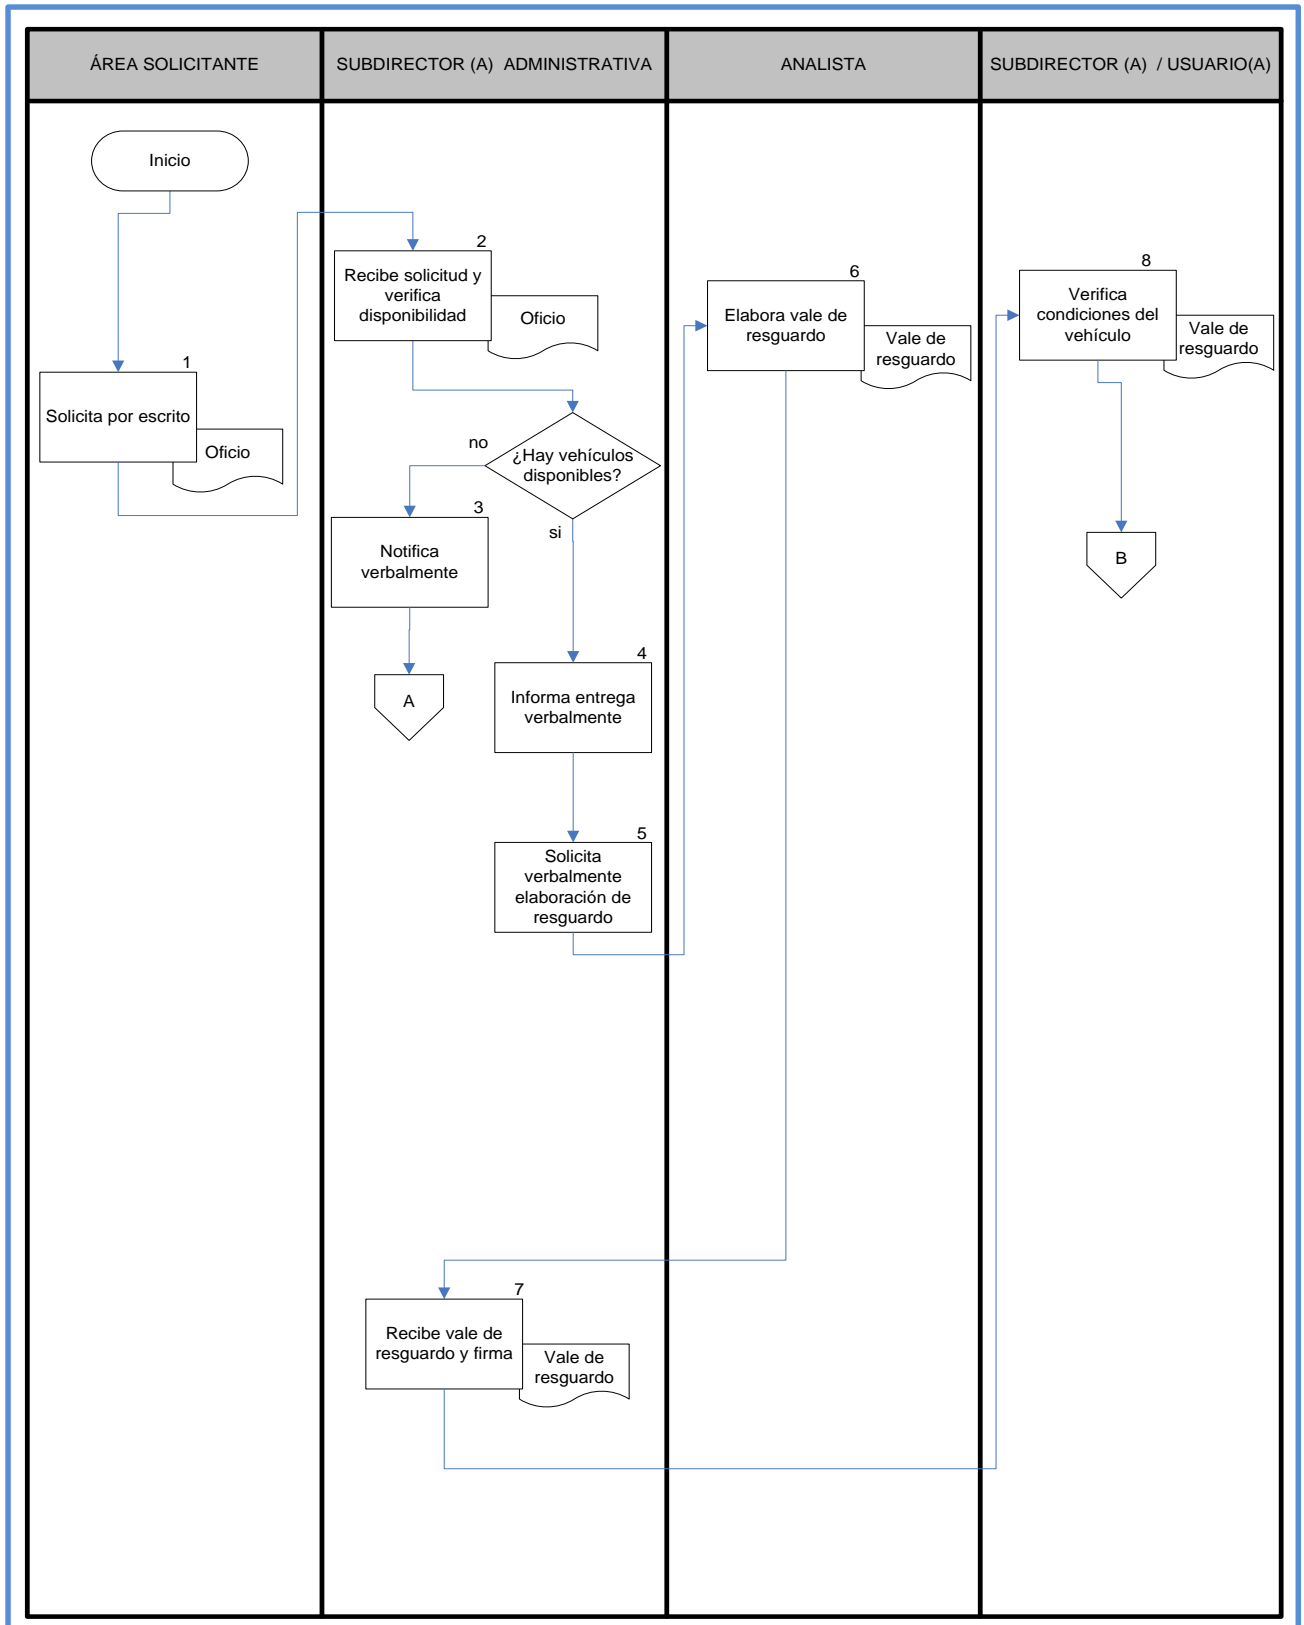 ÁREA SOLICITANTE
SUBDIRECTOR (A)  ADMINISTRATIVA
ANALISTA
SUBDIRECTOR (A)  / USUARIO(A)
Inicio
1
Solicita por escrito
Oficio
2
Recibe solicitud y
verifica
disponibilidad
Oficio
¿Hay vehículos
disponibles?
no
si
3
Notifica
verbalmente
A
4
Informa entrega
verbalmente
5
Solicita
verbalmente
elaboración de
resguardo
6
Elabora vale de
resguardo
Vale de
resguardo
7
Recibe vale de
resguardo y firma
Vale de
resguardo
8
Verifica
condiciones del
vehículo
Vale de
resguardo
B